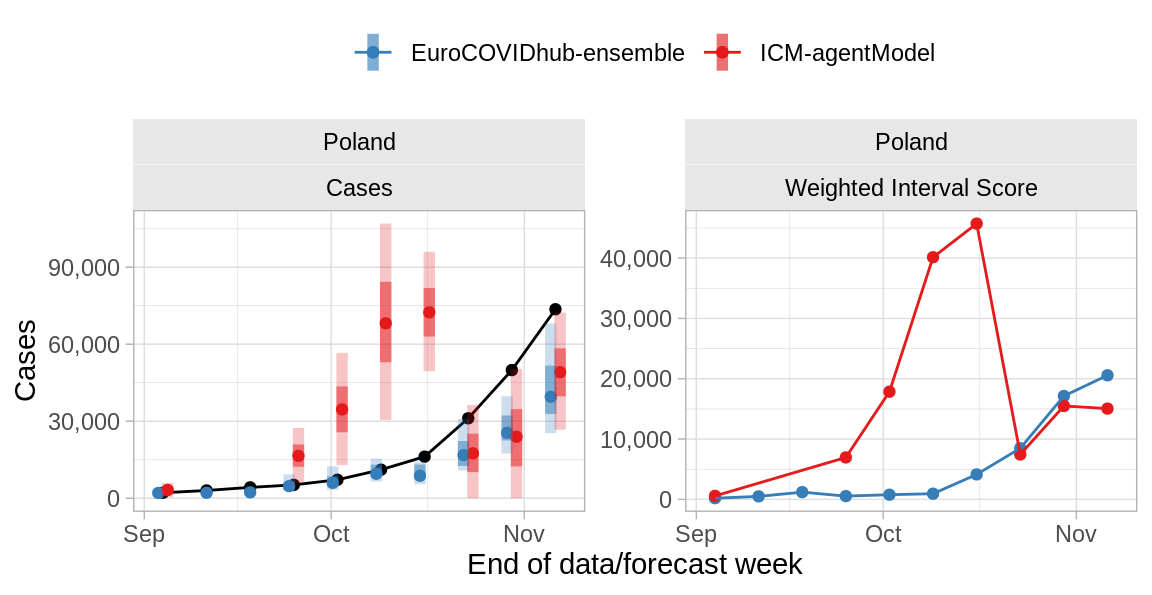 EuroCOVIDhub-ensemble ICM-agentModel
Poland
Cases
Cases
90,000
60,000
30,000
0
Sep Oct Nov
Poland
Weighted Interval Score
40,000
30,000
20,000
10,000
0
Sep Oct Nov
End of data/forecast week